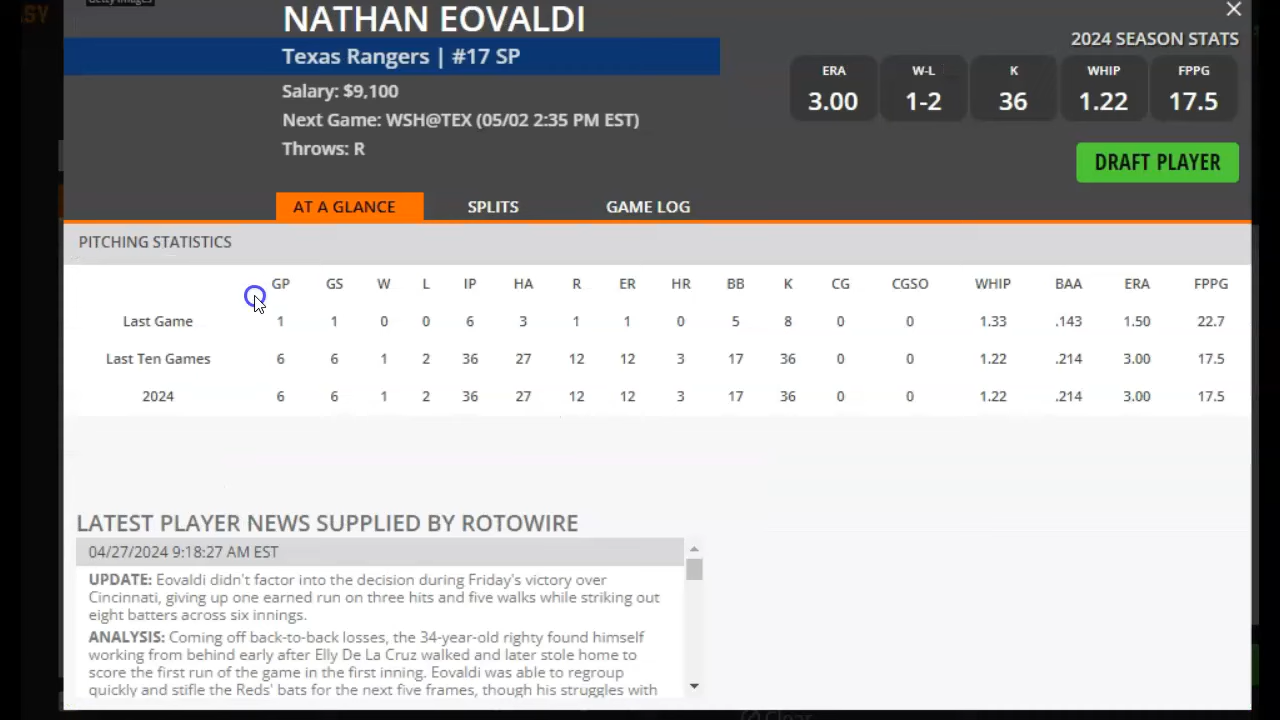 Getty Images
NATHAN EOVALDI
Texas Rangers | #17 SP
Salary: $9,100
Next Game: WSH@TEX (05/02 2:35 PM EST)
Throws: R
2024 SEASON STATS
ERA W-L K WHIP FPPG
3.00 1-2 36 1.22 17.5
DRAFT PLAYER
AT A GLANCE SPLITS GAME LOG
PITCHING STATISTICS
GP GS W L IP HA R ER HR BB K CG CGSO WHIP BAA ERA FPPG
Last Game 1 1 0 0 6 3 1 1 0 5 8 0 0 1.33 .143 1.50 22.7
Last Ten Games 6 6 1 2 36 27 12 12 3 17 36 0 0 1.22 .214 3.00 17.5
2024 6 6 1 2 36 27 12 12 3 17 36 0 0 1.22 .214 3.00 17.5
LATEST PLAYER NEWS SUPPLIED BY ROTOWIRE
04/27/2024 9:18:27 AM EST
UPDATE: Eovaldi didn't factor into the decision during Friday's victory over
Cincinnati, giving up one earned run on three hits and five walks while striking out
eight batters across six innings.
ANALYSIS: Coming off back-to-back losses, the 34-year-old righty found himself
working from behind early after Elly De La Cruz walked and later stole home to
score the first run of the game in the first inning. Eovaldi was able to regroup
quickly and stifle the Reds' bats for the next five frames, though his struggles with
Clear